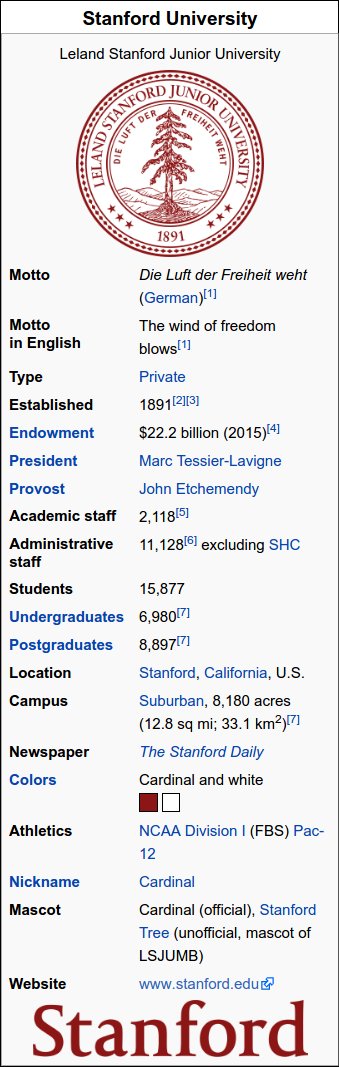 Stanford University
Leland Stanford Junior University
LELAND STANFORD JUNIOR UNIVERSITY
DIE LUFT DER FREIHEIT WEHT
1891
Motto Die Luft der Freiheit weht
(German)[1]
Motto The wind of freedom
in English blows[1]
Type Private
Established 1891[2][3]
Endowment $22.2 billion (2015)[4]
President Marc Tessier-Lavigne
Provost John Etchemendy
Academic staff 2,118[5]
Administrative 11,128[6] excluding SHC
staff
Students 15,877
Undergraduates 6,980[7]
Postgraduates 8,897[7]
Location Stanford, California, U.S.
Campus Suburban, 8,180 acres
(12.8 sq mi; 33.1 km2)[7]
Newspaper The Stanford Daily
Colors Cardinal and white
Athletics NCAA Division I (FBS) Pac-
12
Nickname Cardinal
Mascot Cardinal (official), Stanford
Tree (unofficial, mascot of
LSJUMB)
Website www.stanford.edu
Stanford